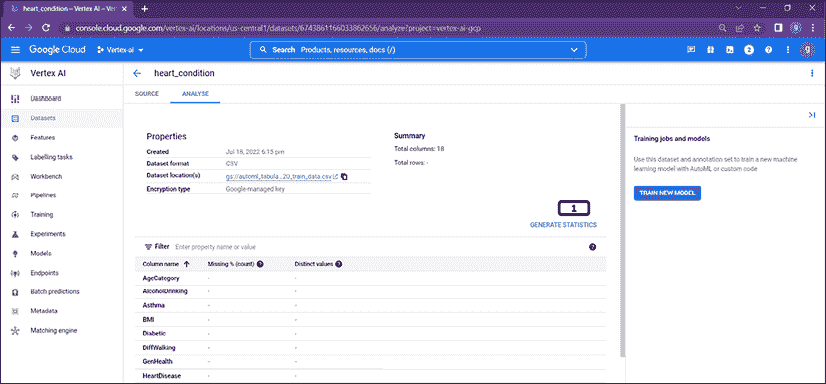 heart_condition – Vertex AI – Ve
console.cloud.google.com/vertex-ai/locations/us-central1/datasets/6743861166033862656/analyze?project=vertex-ai-gcp
Google Cloud
Vertex-ai
Search Products, resources, docs (/)
2
g
Vertex AI
heart_condition
SOURCE
ANALYSE
Dashboard
Datasets
Features
Labelling tasks
Workbench
Pipelines
Training
Experiments
Models
Endpoints
Batch predictions
Metadata
Matching engine
Properties
Created Jul 18, 2022 6:15 pm
Dataset format CSV
Dataset location(s) gs://automl_tabula...20_train_data.csv
Encryption type Google-managed key
Summary
Total columns: 18
Total rows: -
1
GENERATE STATISTICS
Filter Enter property name or value
Column name Missing % (count) Distinct values
AgeCategory - -
AlcoholDrinking - -
Asthma - -
BMI - -
Diabetic - -
DiffWalking - -
GenHealth - -
HeartDisease - -
Training jobs and models
Use this dataset and annotation set to train a new machine
learning model with AutoML or custom code
TRAIN NEW MODEL